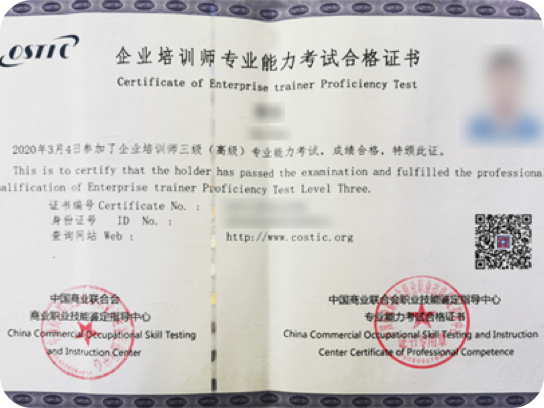 OSTIC
企业培训师专业能力考试合格证书
Certificate of Enterprise trainer Proficiency Test
2020年3月4日参加了企业培训师三级（高级）专业能力考试，成绩合格，特颁此证。
This is to certify that the holder has passed the examination and fulfilled the professiona
alification of Enterprise trainer Proficiency Test Level Three.
证书编号 Certificate No. :
身份证号 ID No. :
查询网站 Web : http://www.costic.org
中国商业联合会
商业职业技能鉴定指导中心
China Commercial Occupational Skill Testing
and Instruction Center
中国商业联合会职业技能鉴定指导中心
专业能力考试合格证书
China Commercial Occupational Skill Testing and Instruction
Center Certificate of Professional Competence